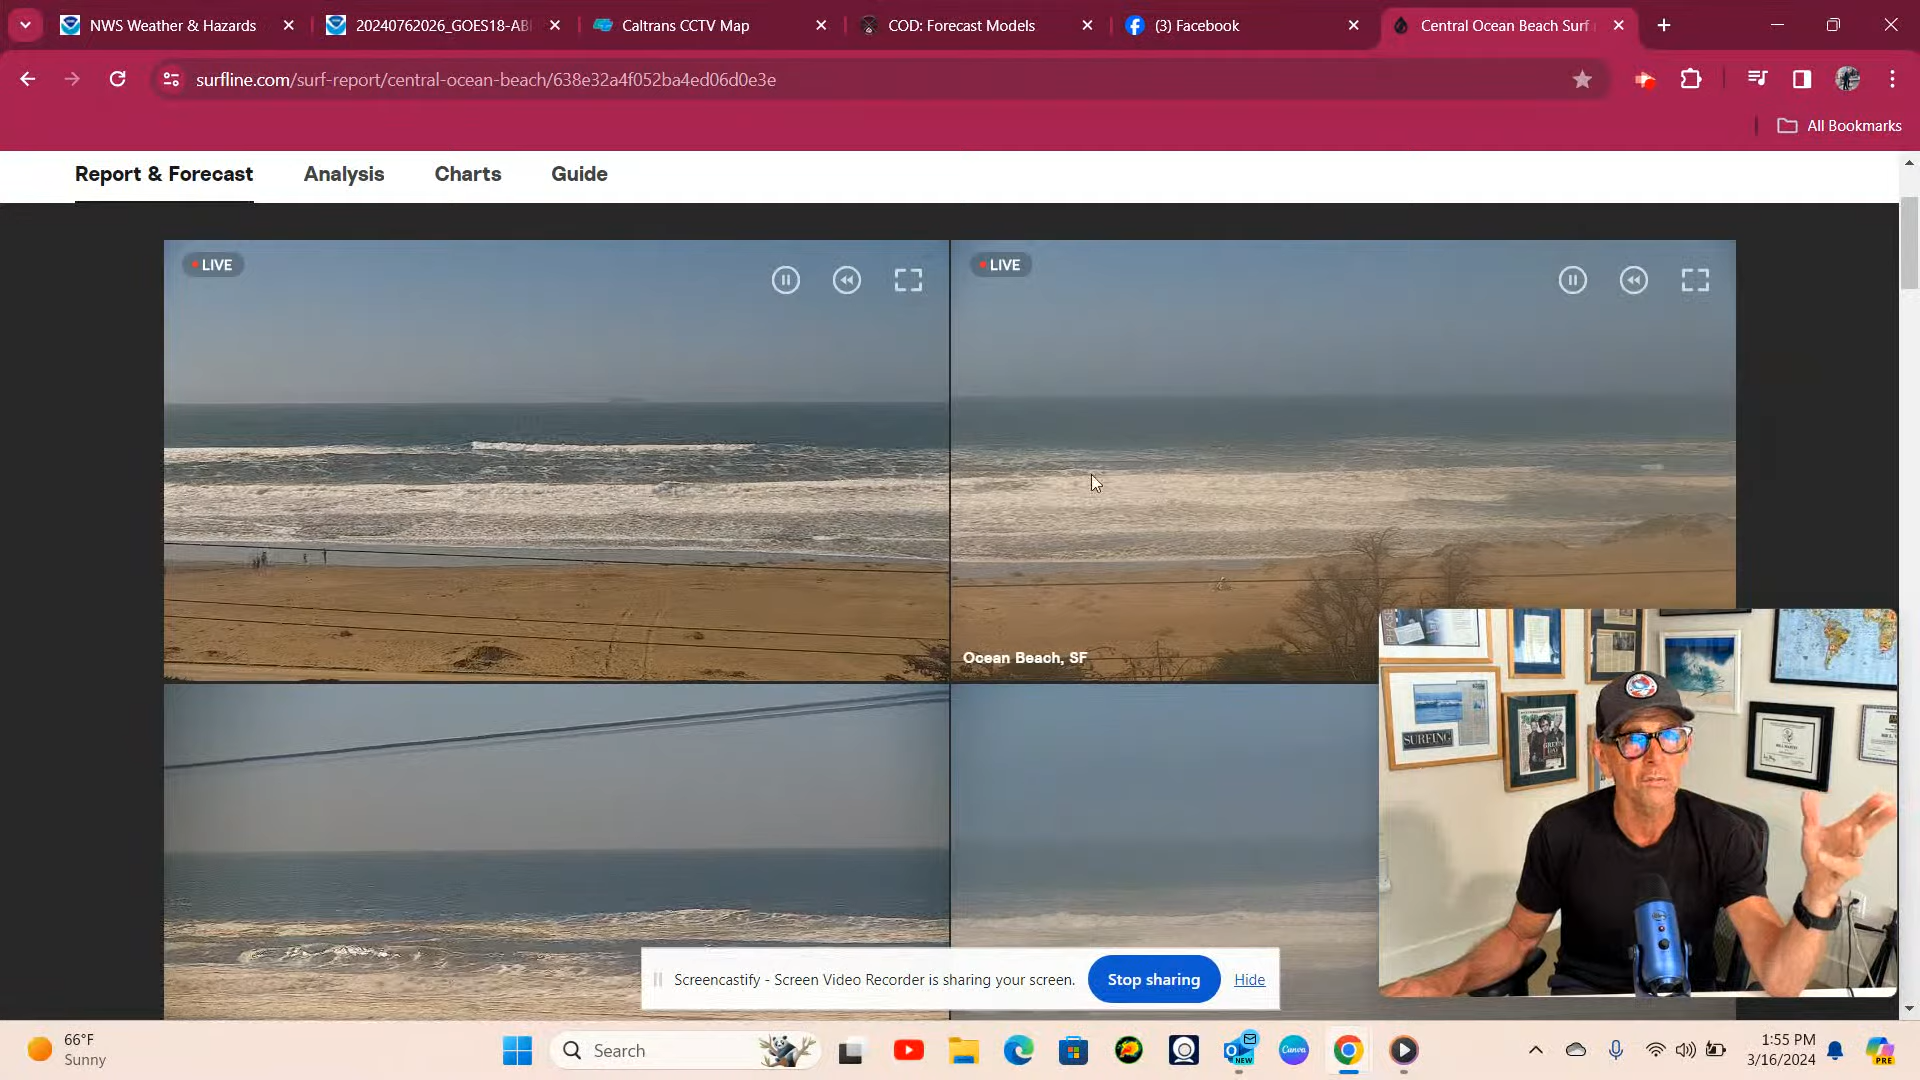 NWS Weather & Hazards
20240762026_GOES18-AB
Caltrans CCTV Map
COD: Forecast Models
(3) Facebook
Central Ocean Beach Surf
surfline.com/surf-report/central-ocean-beach/638e32a4f052ba4ed06d0e3e
All Bookmarks
Report & Forecast
Analysis
Charts
Guide
LIVE
LIVE
Ocean Beach, SF
SURFING
Screencastify - Screen Video Recorder is sharing your screen.
Stop sharing
Hide
66°F
Sunny
Search
NEW
Canva
1:55 PM
3/16/2024
PRE